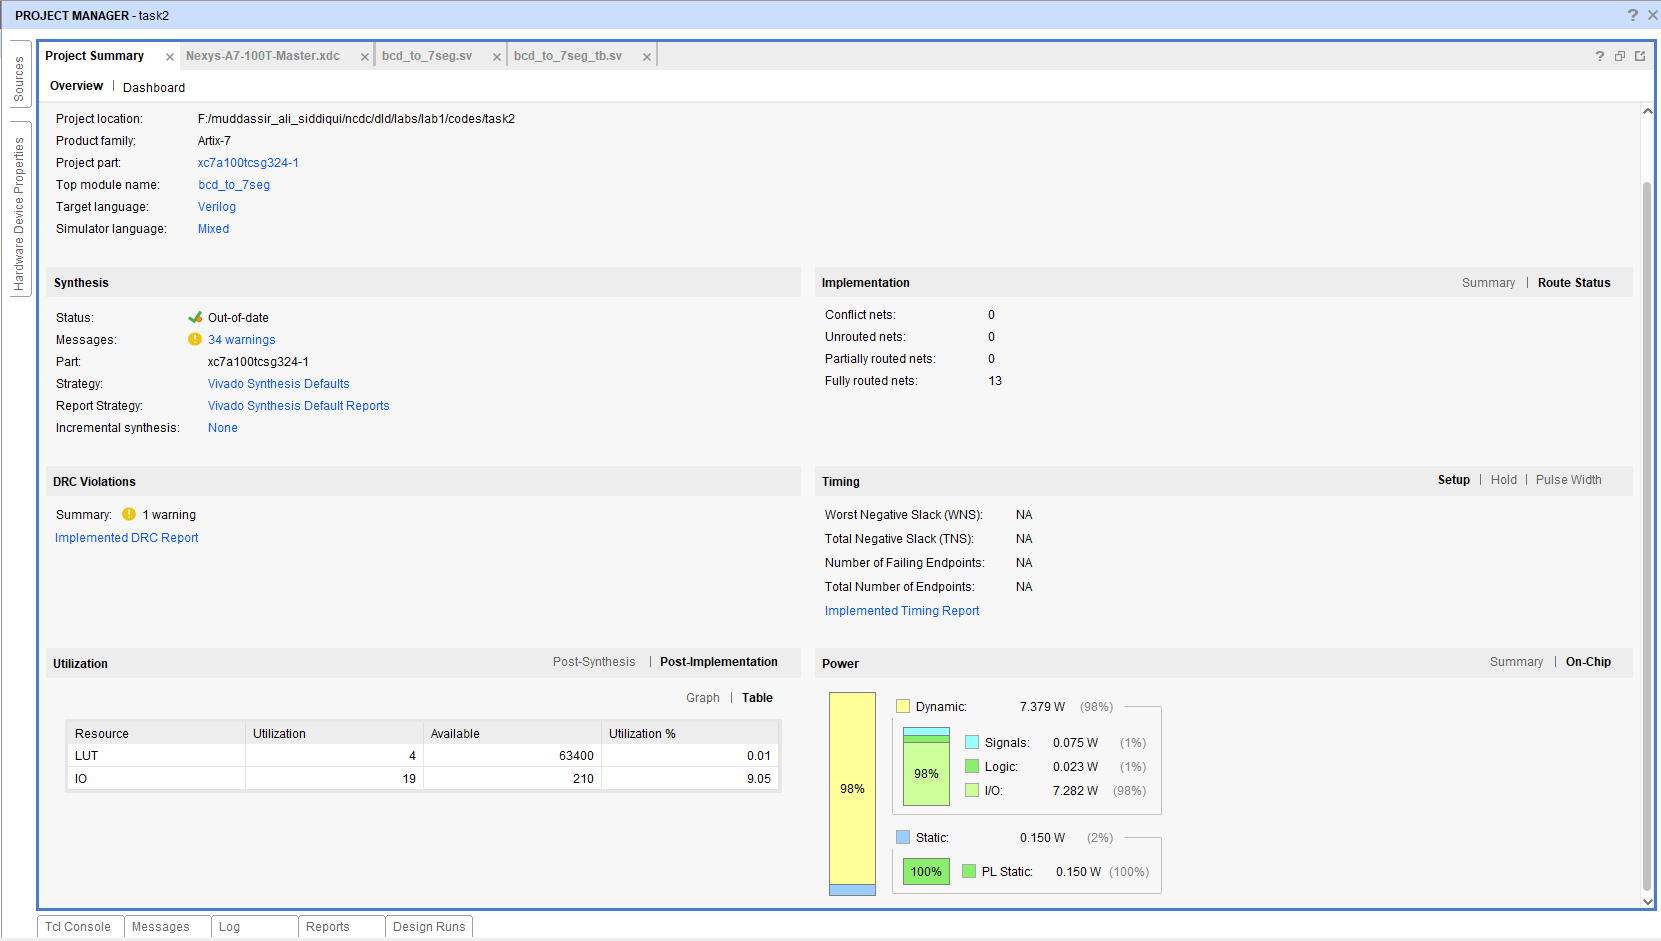 PROJECT MANAGER - task2
Sources
Hardware Device Properties
Project Summary
Nexys-A7-100T-Master.xdc
bcd_to_7seg.sv
bcd_to_7seg_tb.sv
Overview | Dashboard
Project location: F:/muddassir_ali_siddiqui/ncdc/dld/labs/lab1/codes/task2
Product family: Artix-7
Project part: xc7a100tcsg324-1
Top module name: bcd_to_7seg
Target language: Verilog
Simulator language: Mixed
Synthesis
Status: Out-of-date
Messages: 34 warnings
Part: xc7a100tcsg324-1
Strategy: Vivado Synthesis Defaults
Report Strategy: Vivado Synthesis Default Reports
Incremental synthesis: None
Implementation
Summary | Route Status
Conflict nets: 0
Unrouted nets: 0
Partially routed nets: 0
Fully routed nets: 13
DRC Violations
Summary: 1 warning
Implemented DRC Report
Timing
Setup | Hold | Pulse Width
Worst Negative Slack (WNS): NA
Total Negative Slack (TNS): NA
Number of Failing Endpoints: NA
Total Number of Endpoints: NA
Implemented Timing Report
Utilization
Post-Synthesis | Post-Implementation
Graph | Table
Resource Utilization Available Utilization %
LUT 4 63400 0.01
IO 19 210 9.05
Power
Summary | On-Chip
98%
Dynamic: 7.379 W (98%)
98%
Signals: 0.075 W (1%)
Logic: 0.023 W (1%)
I/O: 7.282 W (98%)
Static: 0.150 W (2%)
100%
PL Static: 0.150 W (100%)
Tcl Console
Messages
Log
Reports
Design Runs